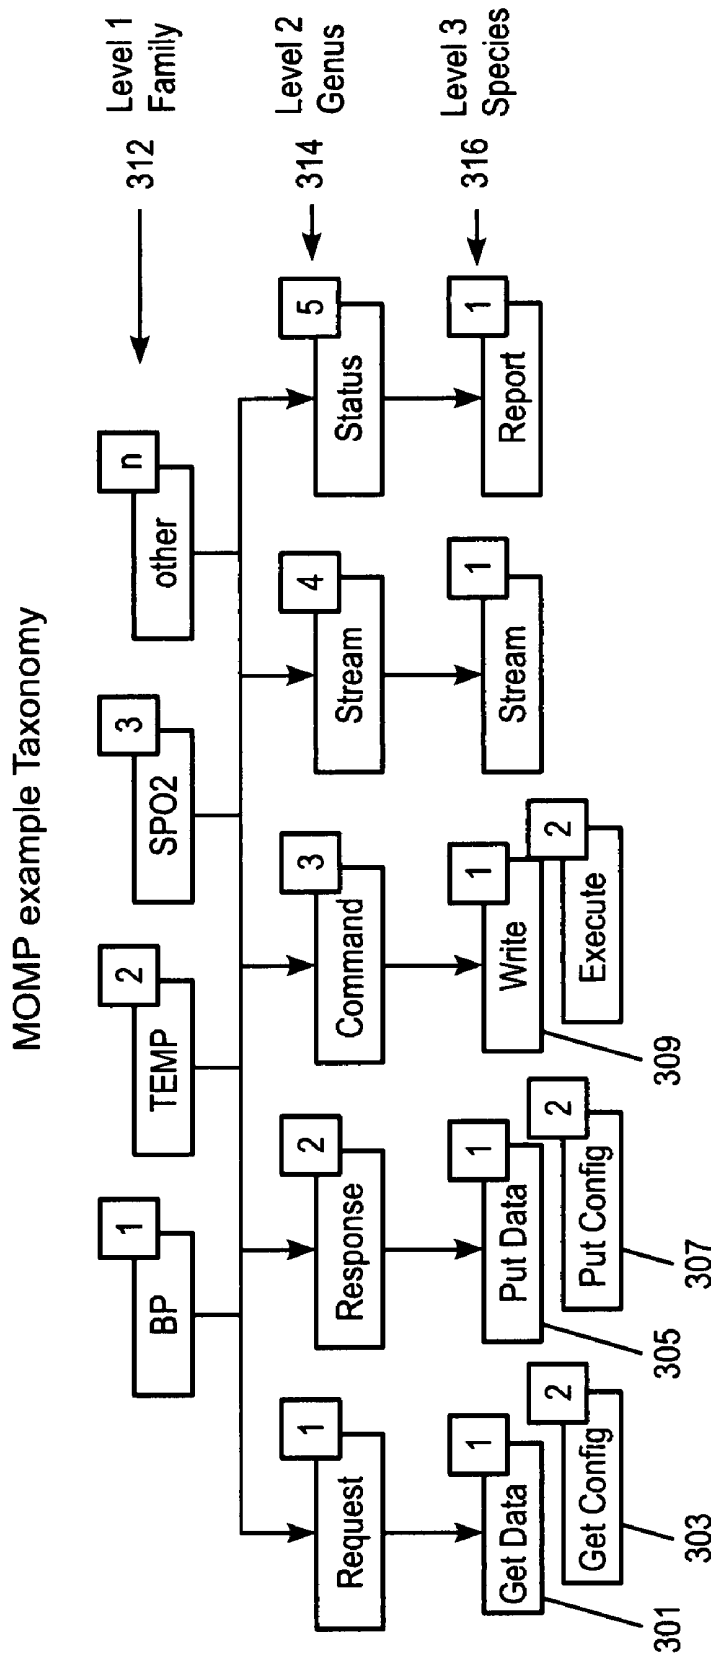 MOMP example Taxonomy
BP
1
TEMP
2
SPO2
3
other
n
312
Level 1
Family
Request
1
Response
2
Command
3
Stream
4
Status
5
314
Level 2
Genus
Get Data
1
Get Config
2
Put Data
1
Put Config
2
Write
1
Execute
2
Stream
1
Report
1
316
Level 3
Species
301
303
305
307
309